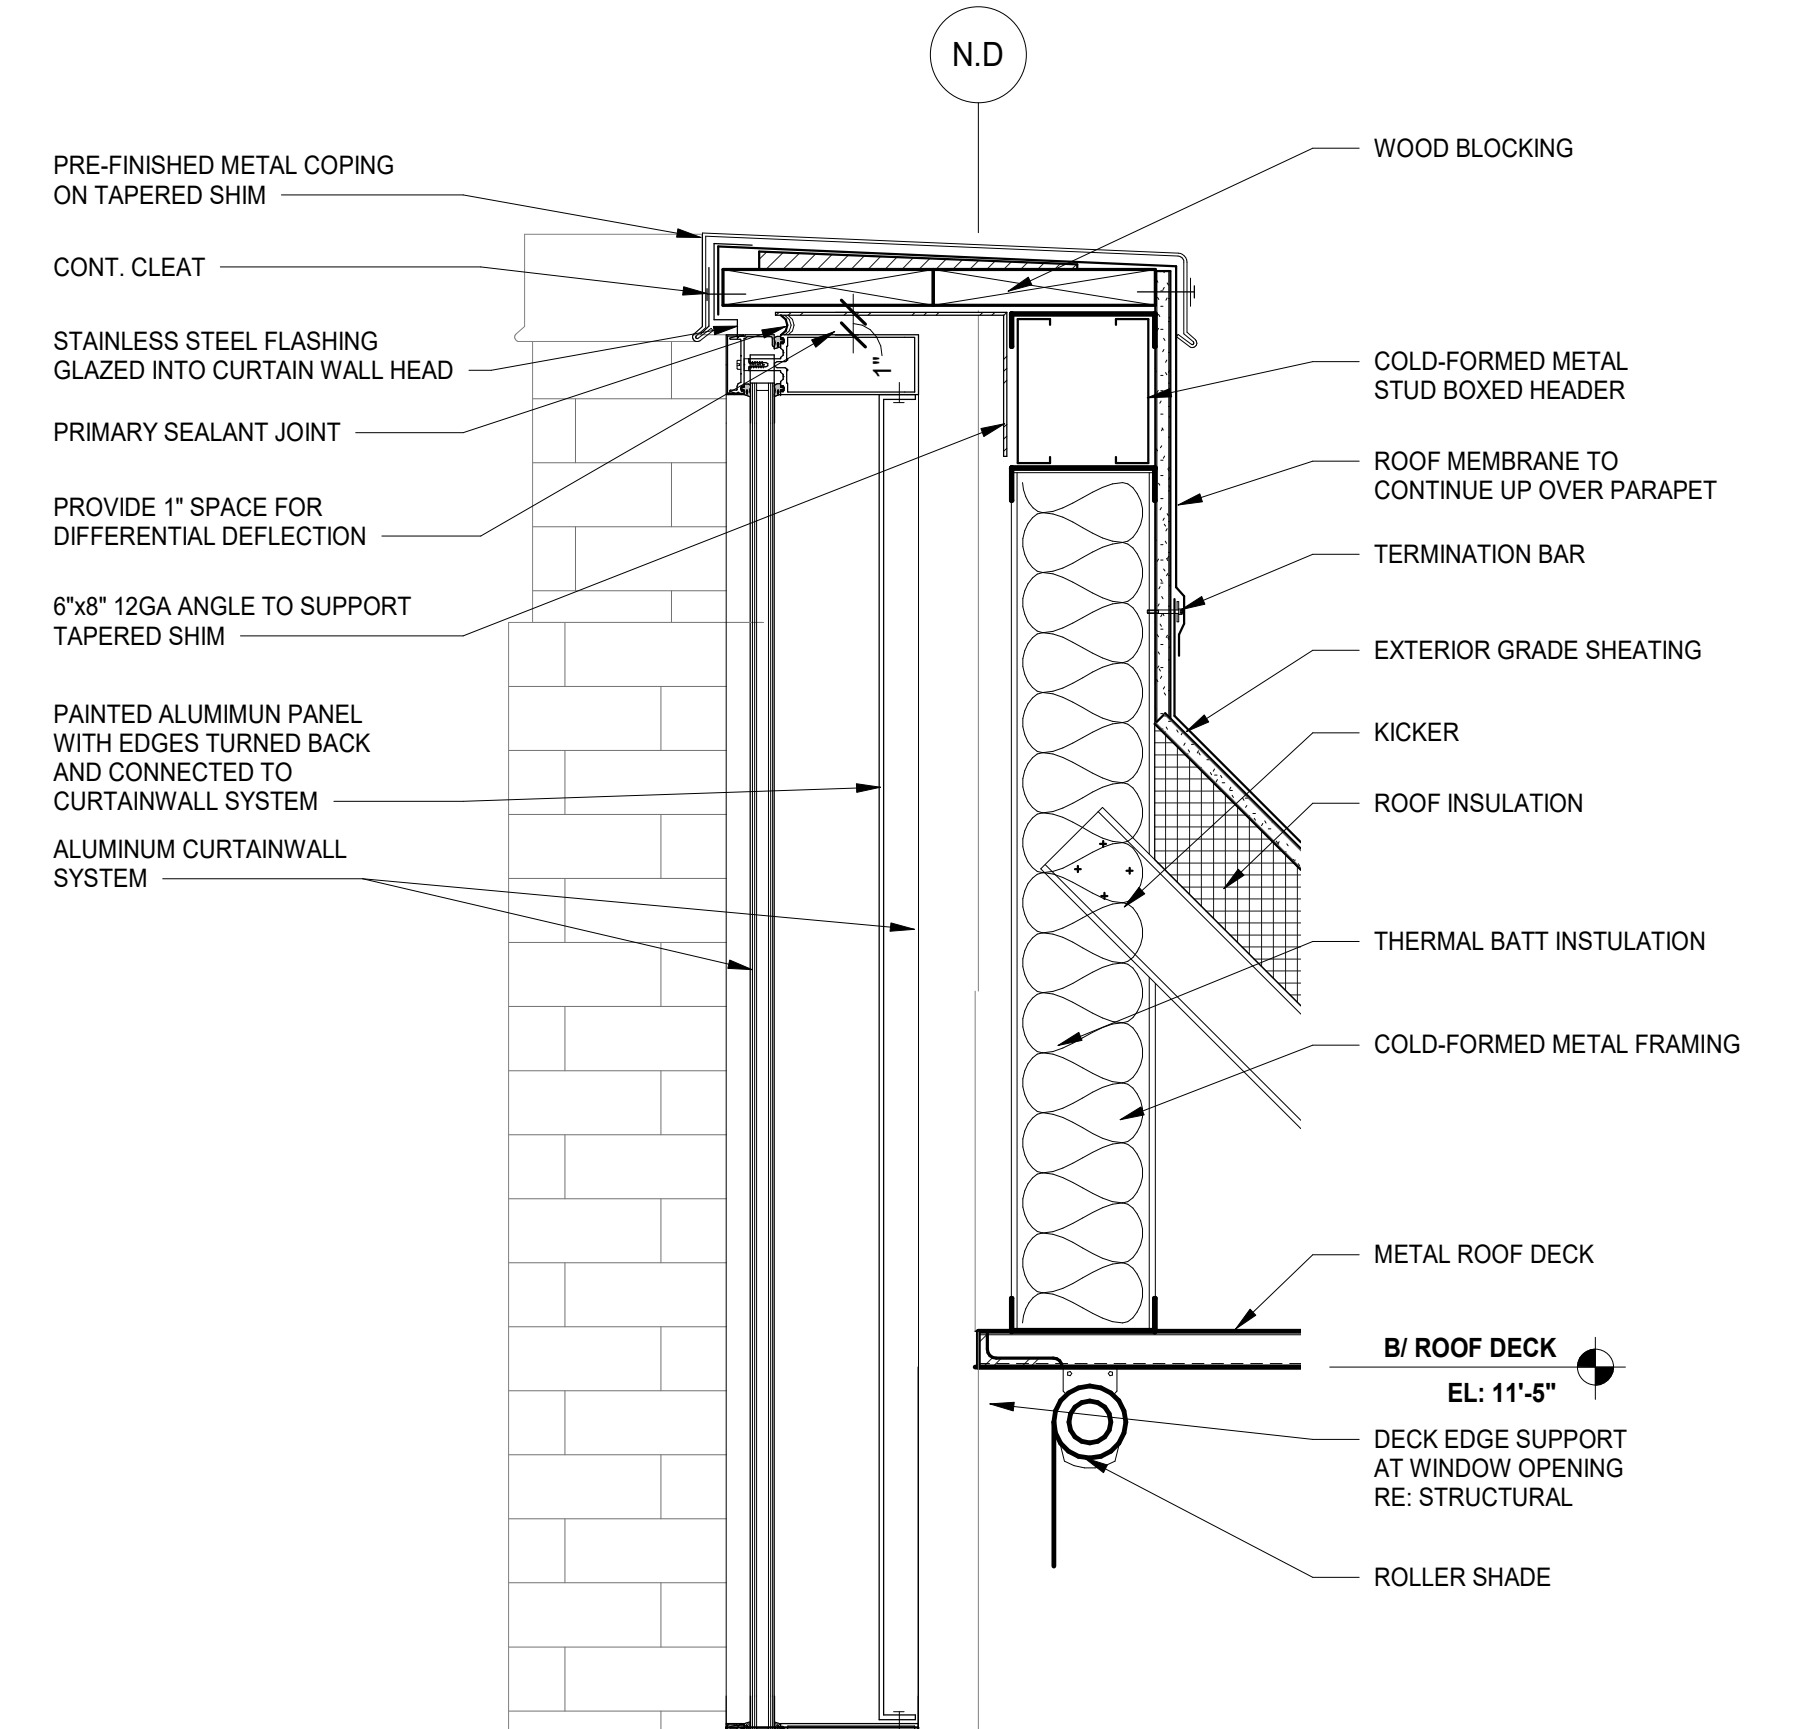 N.D
PRE-FINISHED METAL COPING
ON TAPERED SHIM
CONT. CLEAT
STAINLESS STEEL FLASHING
GLAZED INTO CURTAIN WALL HEAD
PRIMARY SEALANT JOINT
PROVIDE 1" SPACE FOR
DIFFERENTIAL DEFLECTION
6"x8" 12GA ANGLE TO SUPPORT
TAPERED SHIM
PAINTED ALUMIMUN PANEL
WITH EDGES TURNED BACK
AND CONNECTED TO
CURTAINWALL SYSTEM
ALUMINUM CURTAINWALL
SYSTEM
1"
WOOD BLOCKING
COLD-FORMED METAL
STUD BOXED HEADER
ROOF MEMBRANE TO
CONTINUE UP OVER PARAPET
TERMINATION BAR
EXTERIOR GRADE SHEATING
KICKER
ROOF INSULATION
THERMAL BATT INSTULATION
COLD-FORMED METAL FRAMING
METAL ROOF DECK
B/ ROOF DECK
EL: 11'-5"
DECK EDGE SUPPORT
AT WINDOW OPENING
RE: STRUCTURAL
ROLLER SHADE